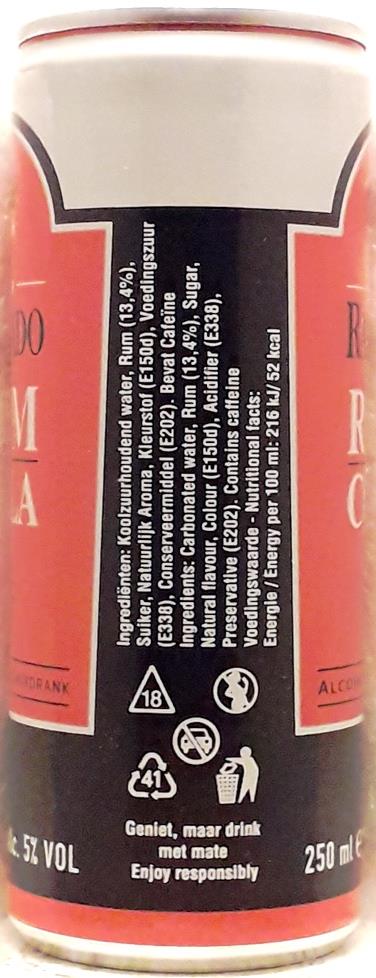 Ingrediënten: Koolzuurhoudend water, Rum (13,4%),
Suiker, Natuurlijk Aroma, Kleurstof (E150d), Voedingszuur
(E338), Conserveermiddel (E202). Bevat Cafeïne
Ingredients: Carbonated water, Rum (13,4%), Sugar,
Natural flavour, Colour (E150d), Acidifier (E338),
Preservative (E202). Contains caffeine
Voedingswaarde - Nutritional facts:
Energie / Energy per 100 ml: 216 kJ/ 52 kcal
DO
M
LA
DRANK
5% VOL
18
41
Geniet, maar drink
met mate
Enjoy responsibly
R
R
C
ALCOH
250 ml e